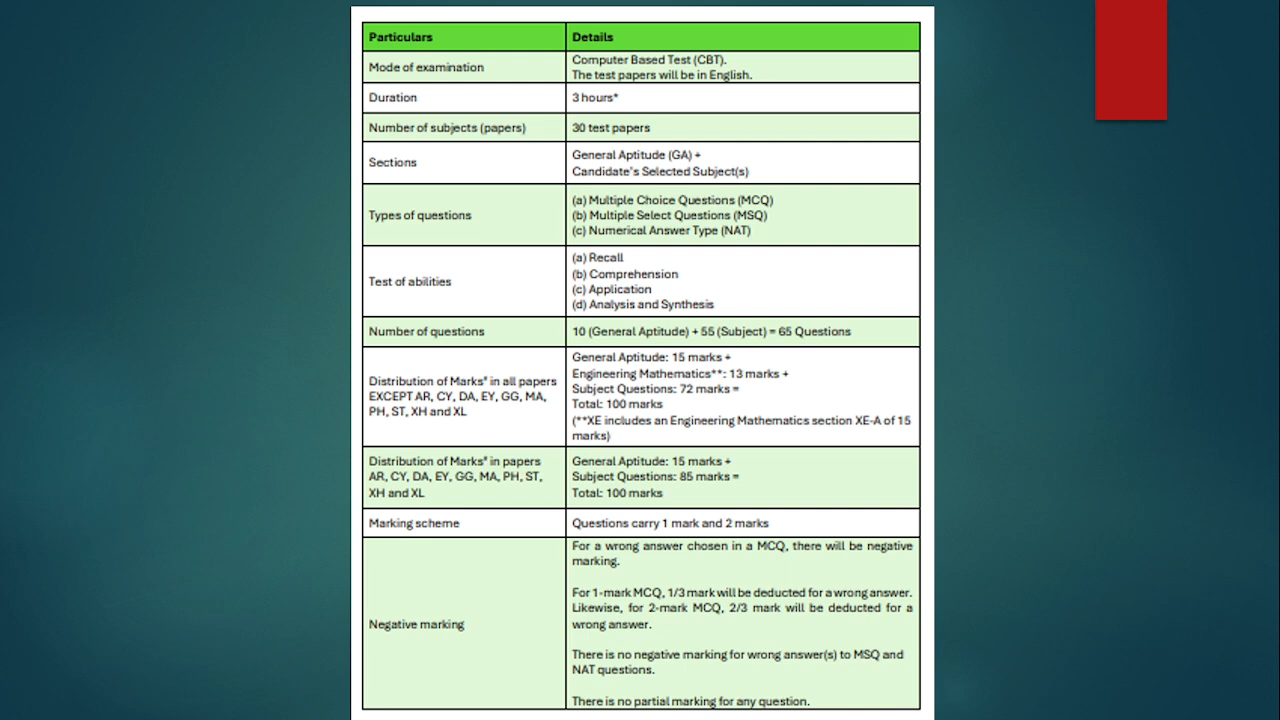 Particulars
Details
Mode of examination
Computer Based Test (CBT).
The test papers will be in English.
Duration
3 hours*
Number of subjects (papers)
30 test papers
Sections
General Aptitude (GA) +
Candidate's Selected Subject(s)
Types of questions
(a) Multiple Choice Questions (MCQ)
(b) Multiple Select Questions (MSQ)
(c) Numerical Answer Type (NAT)
Test of abilities
(a) Recall
(b) Comprehension
(c) Application
(d) Analysis and Synthesis
Number of questions
10 (General Aptitude) + 55 (Subject) = 65 Questions
Distribution of Marks# in all papers
EXCEPT AR, CY, DA, EY, GG, MA,
PH, ST, XH and XL
General Aptitude: 15 marks +
Engineering Mathematics**: 13 marks +
Subject Questions: 72 marks =
Total: 100 marks
(**XE includes an Engineering Mathematics section XE-A of 15
marks)
Distribution of Marks# in papers
AR, CY, DA, EY, GG, MA, PH, ST,
XH and XL
General Aptitude: 15 marks +
Subject Questions: 85 marks =
Total: 100 marks
Marking scheme
Questions carry 1 mark and 2 marks
Negative marking
For a wrong answer chosen in a MCQ, there will be negative
marking.
For 1-mark MCQ, 1/3 mark will be deducted for a wrong answer.
Likewise, for 2-mark MCQ, 2/3 mark will be deducted for a
wrong answer.
There is no negative marking for wrong answer(s) to MSQ and
NAT questions.
There is no partial marking for any question.